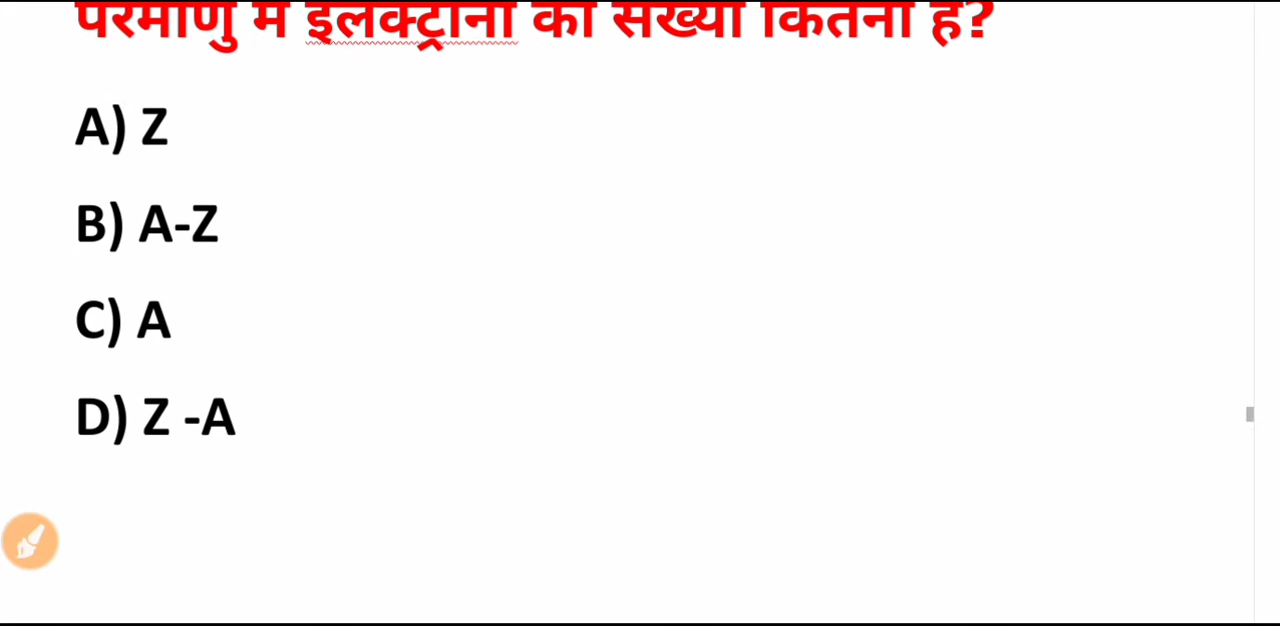 परमाणु में इलेक्ट्रॉनों की संख्या कितनी है?
A) Z
B) A-Z
C) A
D) Z -A